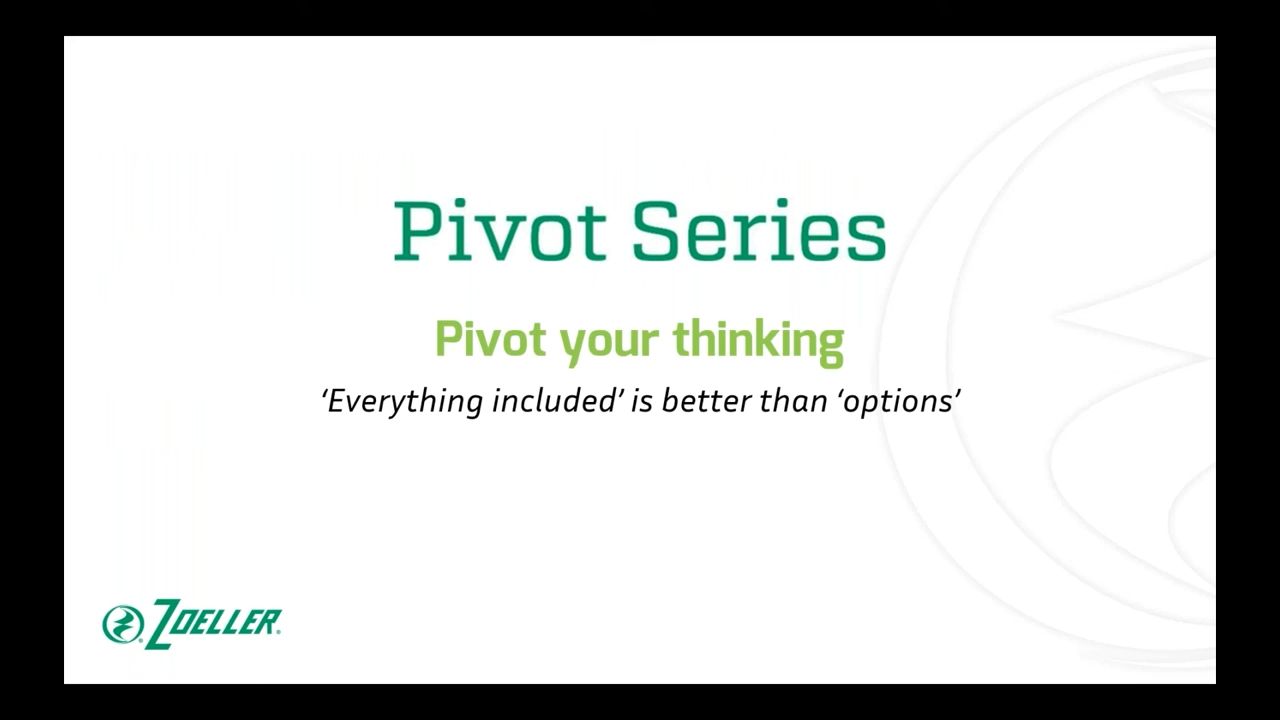 Pivot Series
Pivot your thinking
‘Everything included’ is better than ‘options’
ZOELLER®